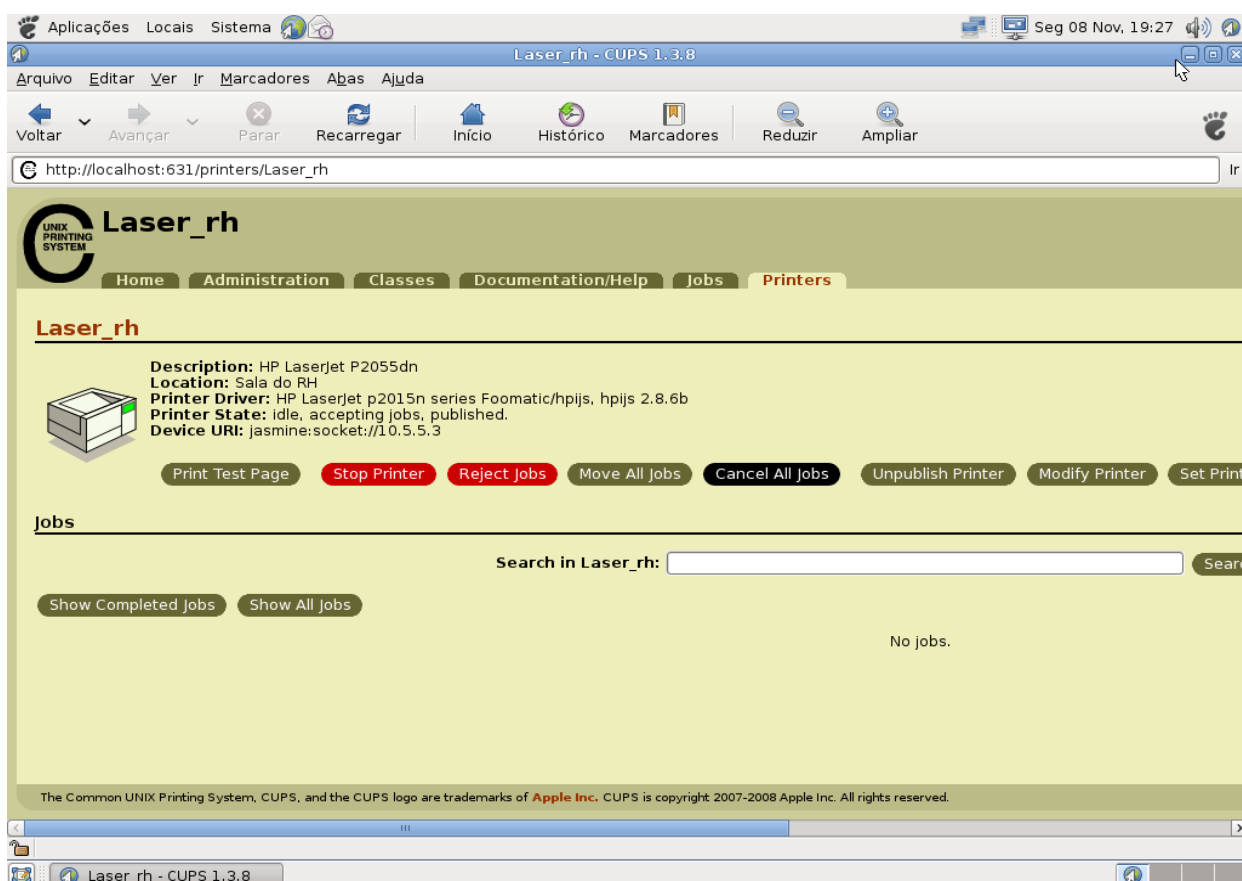 Aplicações Locais Sistema Seg 08 Nov, 19:27
Laser_rh - CUPS 1.3.8
Arquivo Editar Ver Ir Marcadores Abas Ajuda
Voltar Avançar Parar Recarregar Início Histórico Marcadores Reduzir Ampliar
http://localhost:631/printers/Laser_rh Ir
UNIX PRINTING SYSTEM
Laser_rh
Home Administration Classes Documentation/Help Jobs Printers
Laser_rh
Description: HP LaserJet P2055dn
Location: Sala do RH
Printer Driver: HP LaserJet p2015n series Foomatic/hpijs, hpijs 2.8.6b
Printer State: idle, accepting jobs, published.
Device URI: jasmine:socket://10.5.5.3
Print Test Page Stop Printer Reject Jobs Move All Jobs Cancel All Jobs Unpublish Printer Modify Printer Set Print
Jobs
Search in Laser_rh: Sear
Show Completed Jobs Show All Jobs
No jobs.
The Common UNIX Printing System, CUPS, and the CUPS logo are trademarks of Apple Inc. CUPS is copyright 2007-2008 Apple Inc. All rights reserved.
Laser_rh - CUPS 1.3.8